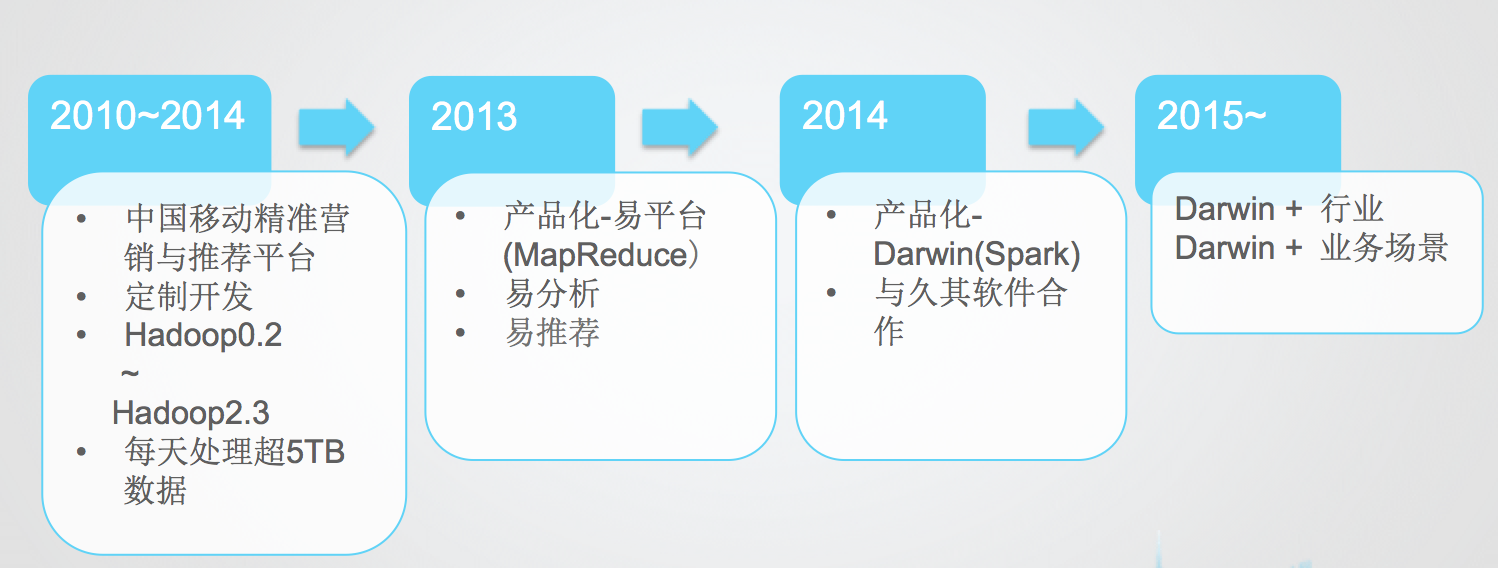 2010~2014
• 中国移动精准营
销与推荐平台
• 定制开发
• Hadoop0.2
~
Hadoop2.3
• 每天处理超5TB
数据
2013
• 产品化-易平台
(MapReduce）
• 易分析
• 易推荐
2014
• 产品化-
Darwin(Spark)
• 与久其软件合
作
2015~
Darwin + 行业
Darwin + 业务场景